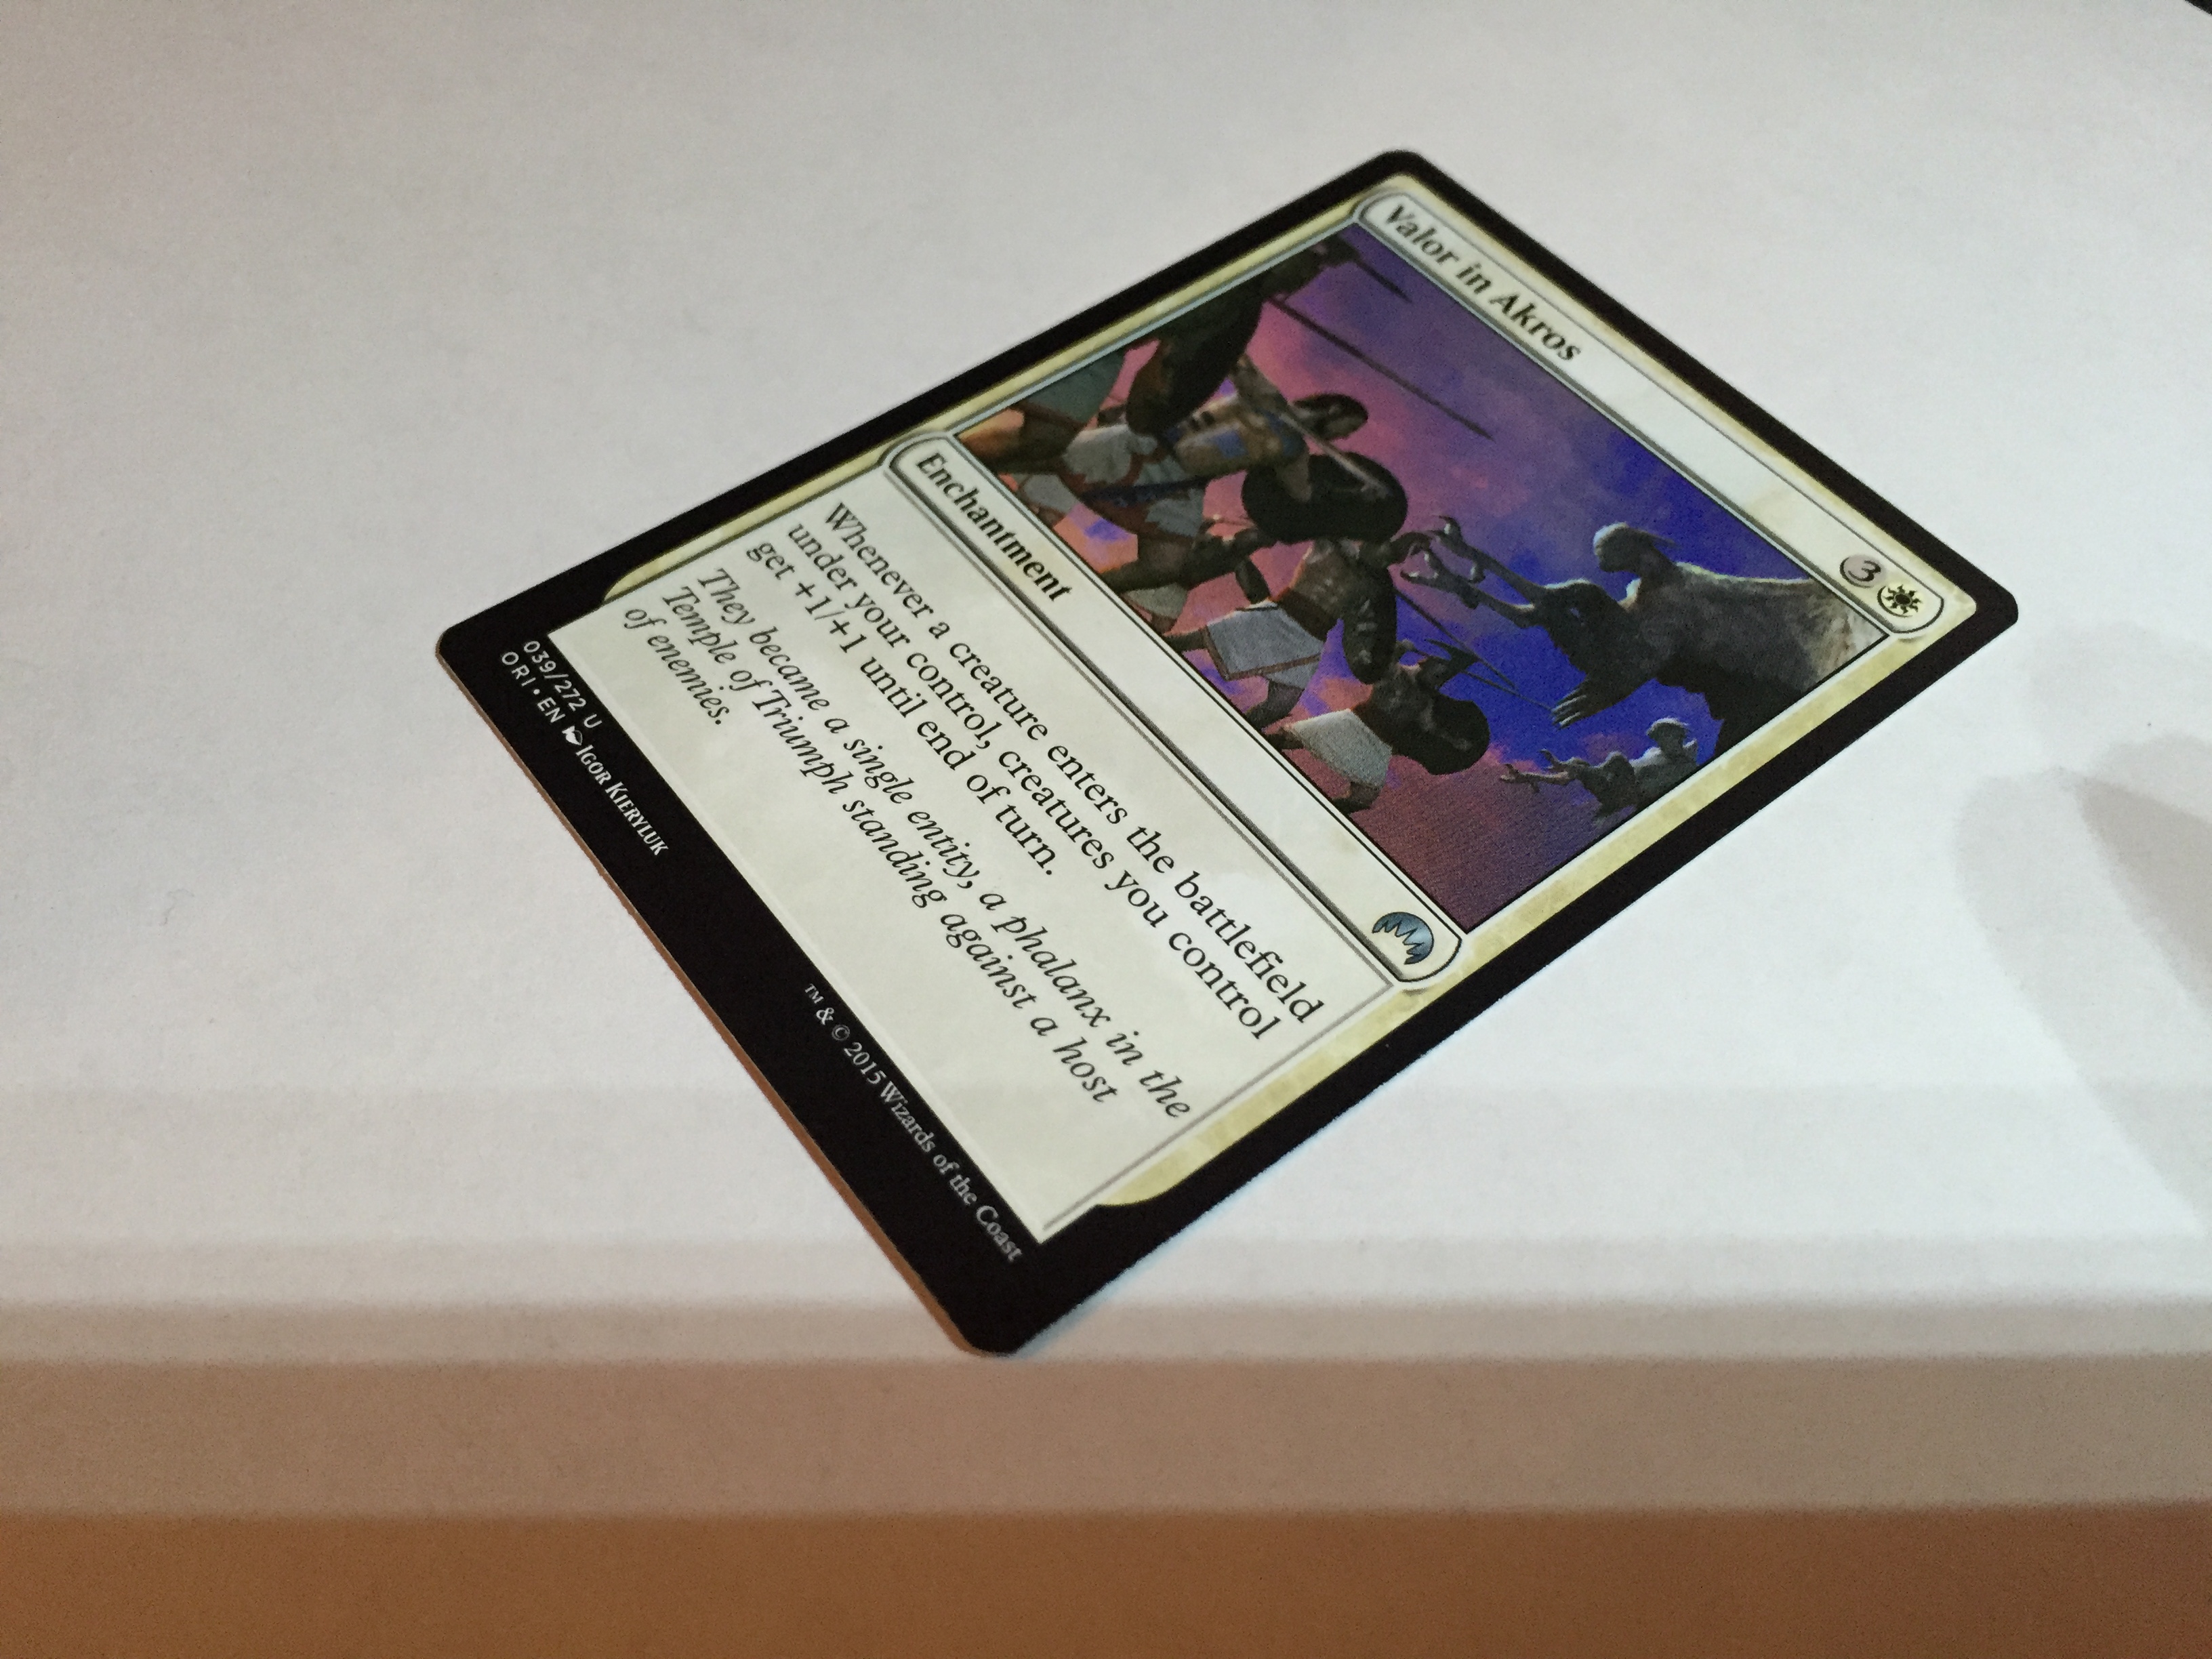 Valor in Akros
3
Enchantment
Whenever a creature enters the battlefield
under your control, creatures you control
get +1/+1 until end of turn.
They became a single entity, a phalanx in the
Temple of Triumph standing against a host
of enemies.
039/272 U
ORI • EN Igor Kieryluk
™ & © 2015 Wizards of the Coast